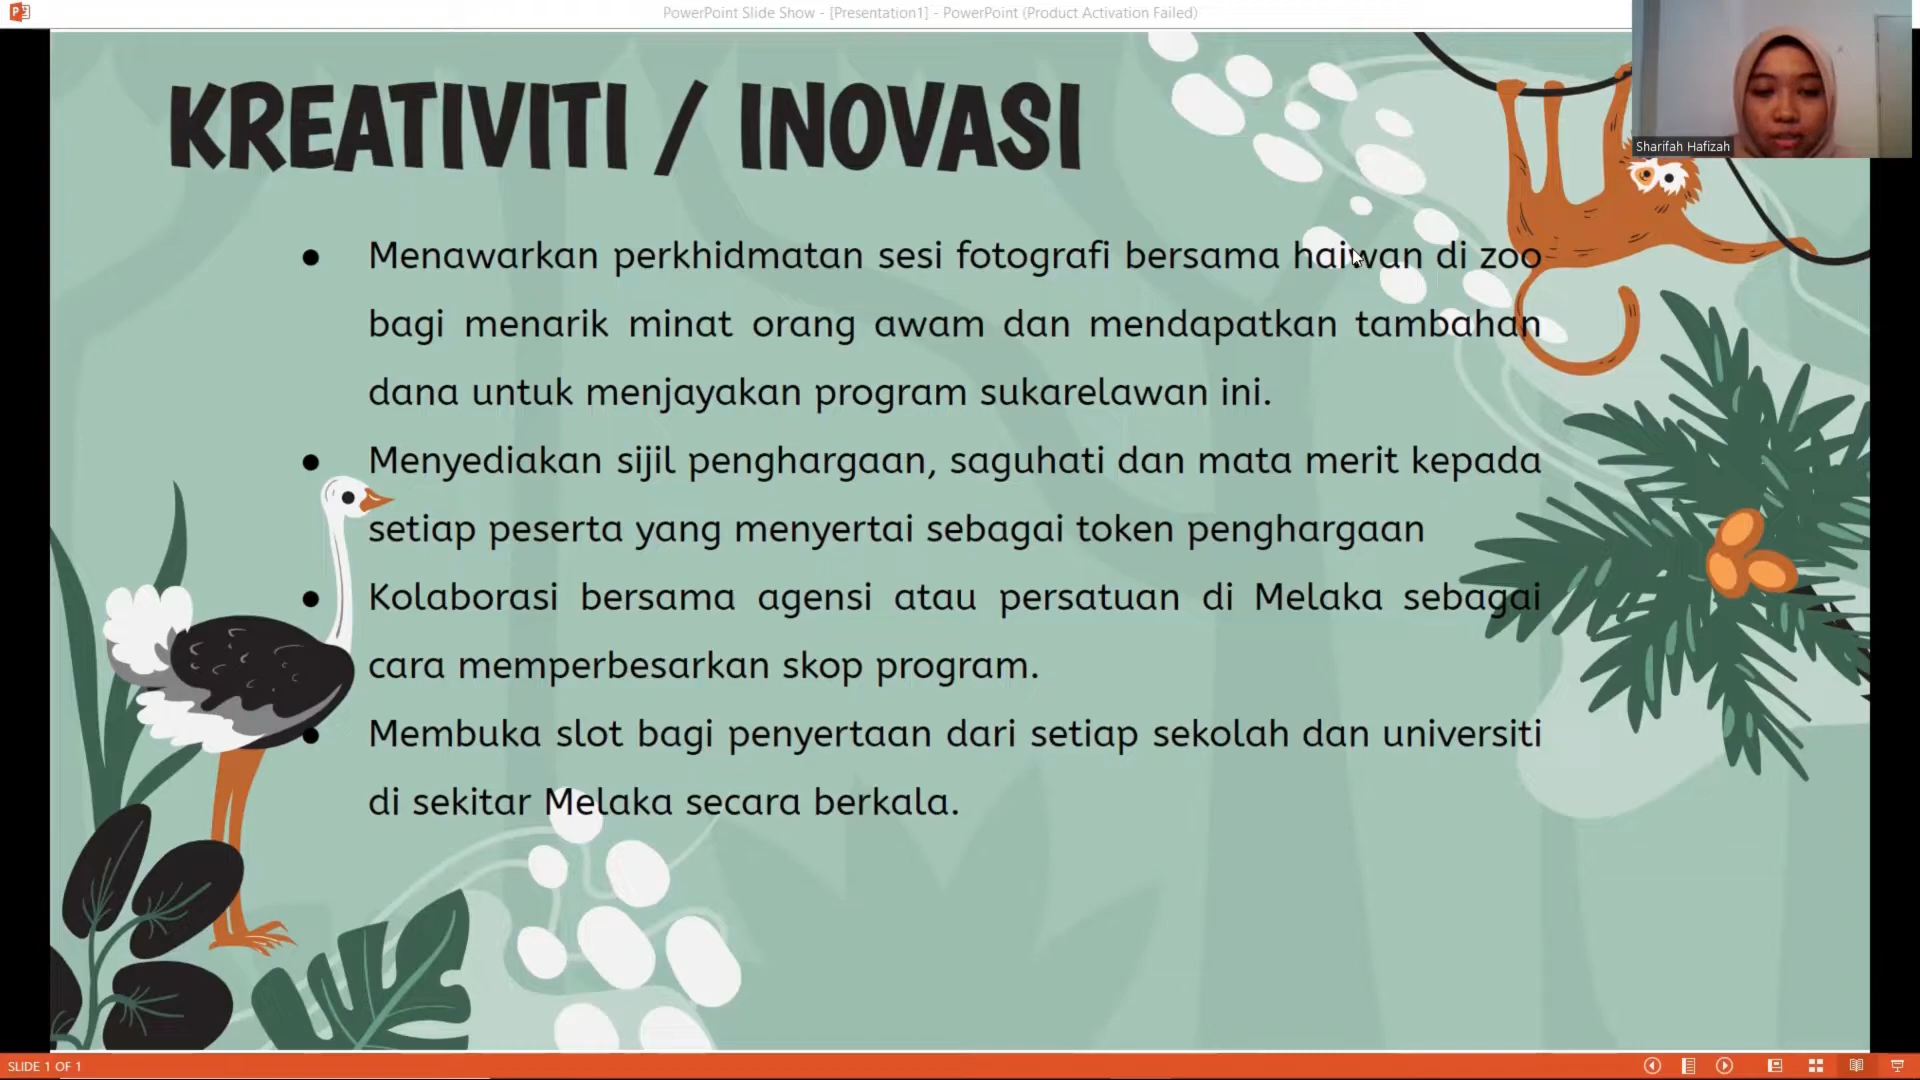 PowerPoint Slide Show - [Presentation1] - PowerPoint (Product Activation Failed)
Sharifah Hafizah
KREATIVITI / INOVASI
● Menawarkan perkhidmatan sesi fotografi bersama haiwan di zoo
bagi menarik minat orang awam dan mendapatkan tambahan
dana untuk menjayakan program sukarelawan ini.
● Menyediakan sijil penghargaan, saguhati dan mata merit kepada
setiap peserta yang menyertai sebagai token penghargaan
● Kolaborasi bersama agensi atau persatuan di Melaka sebagai
cara memperbesarkan skop program.
● Membuka slot bagi penyertaan dari setiap sekolah dan universiti
di sekitar Melaka secara berkala.
SLIDE 1 OF 1